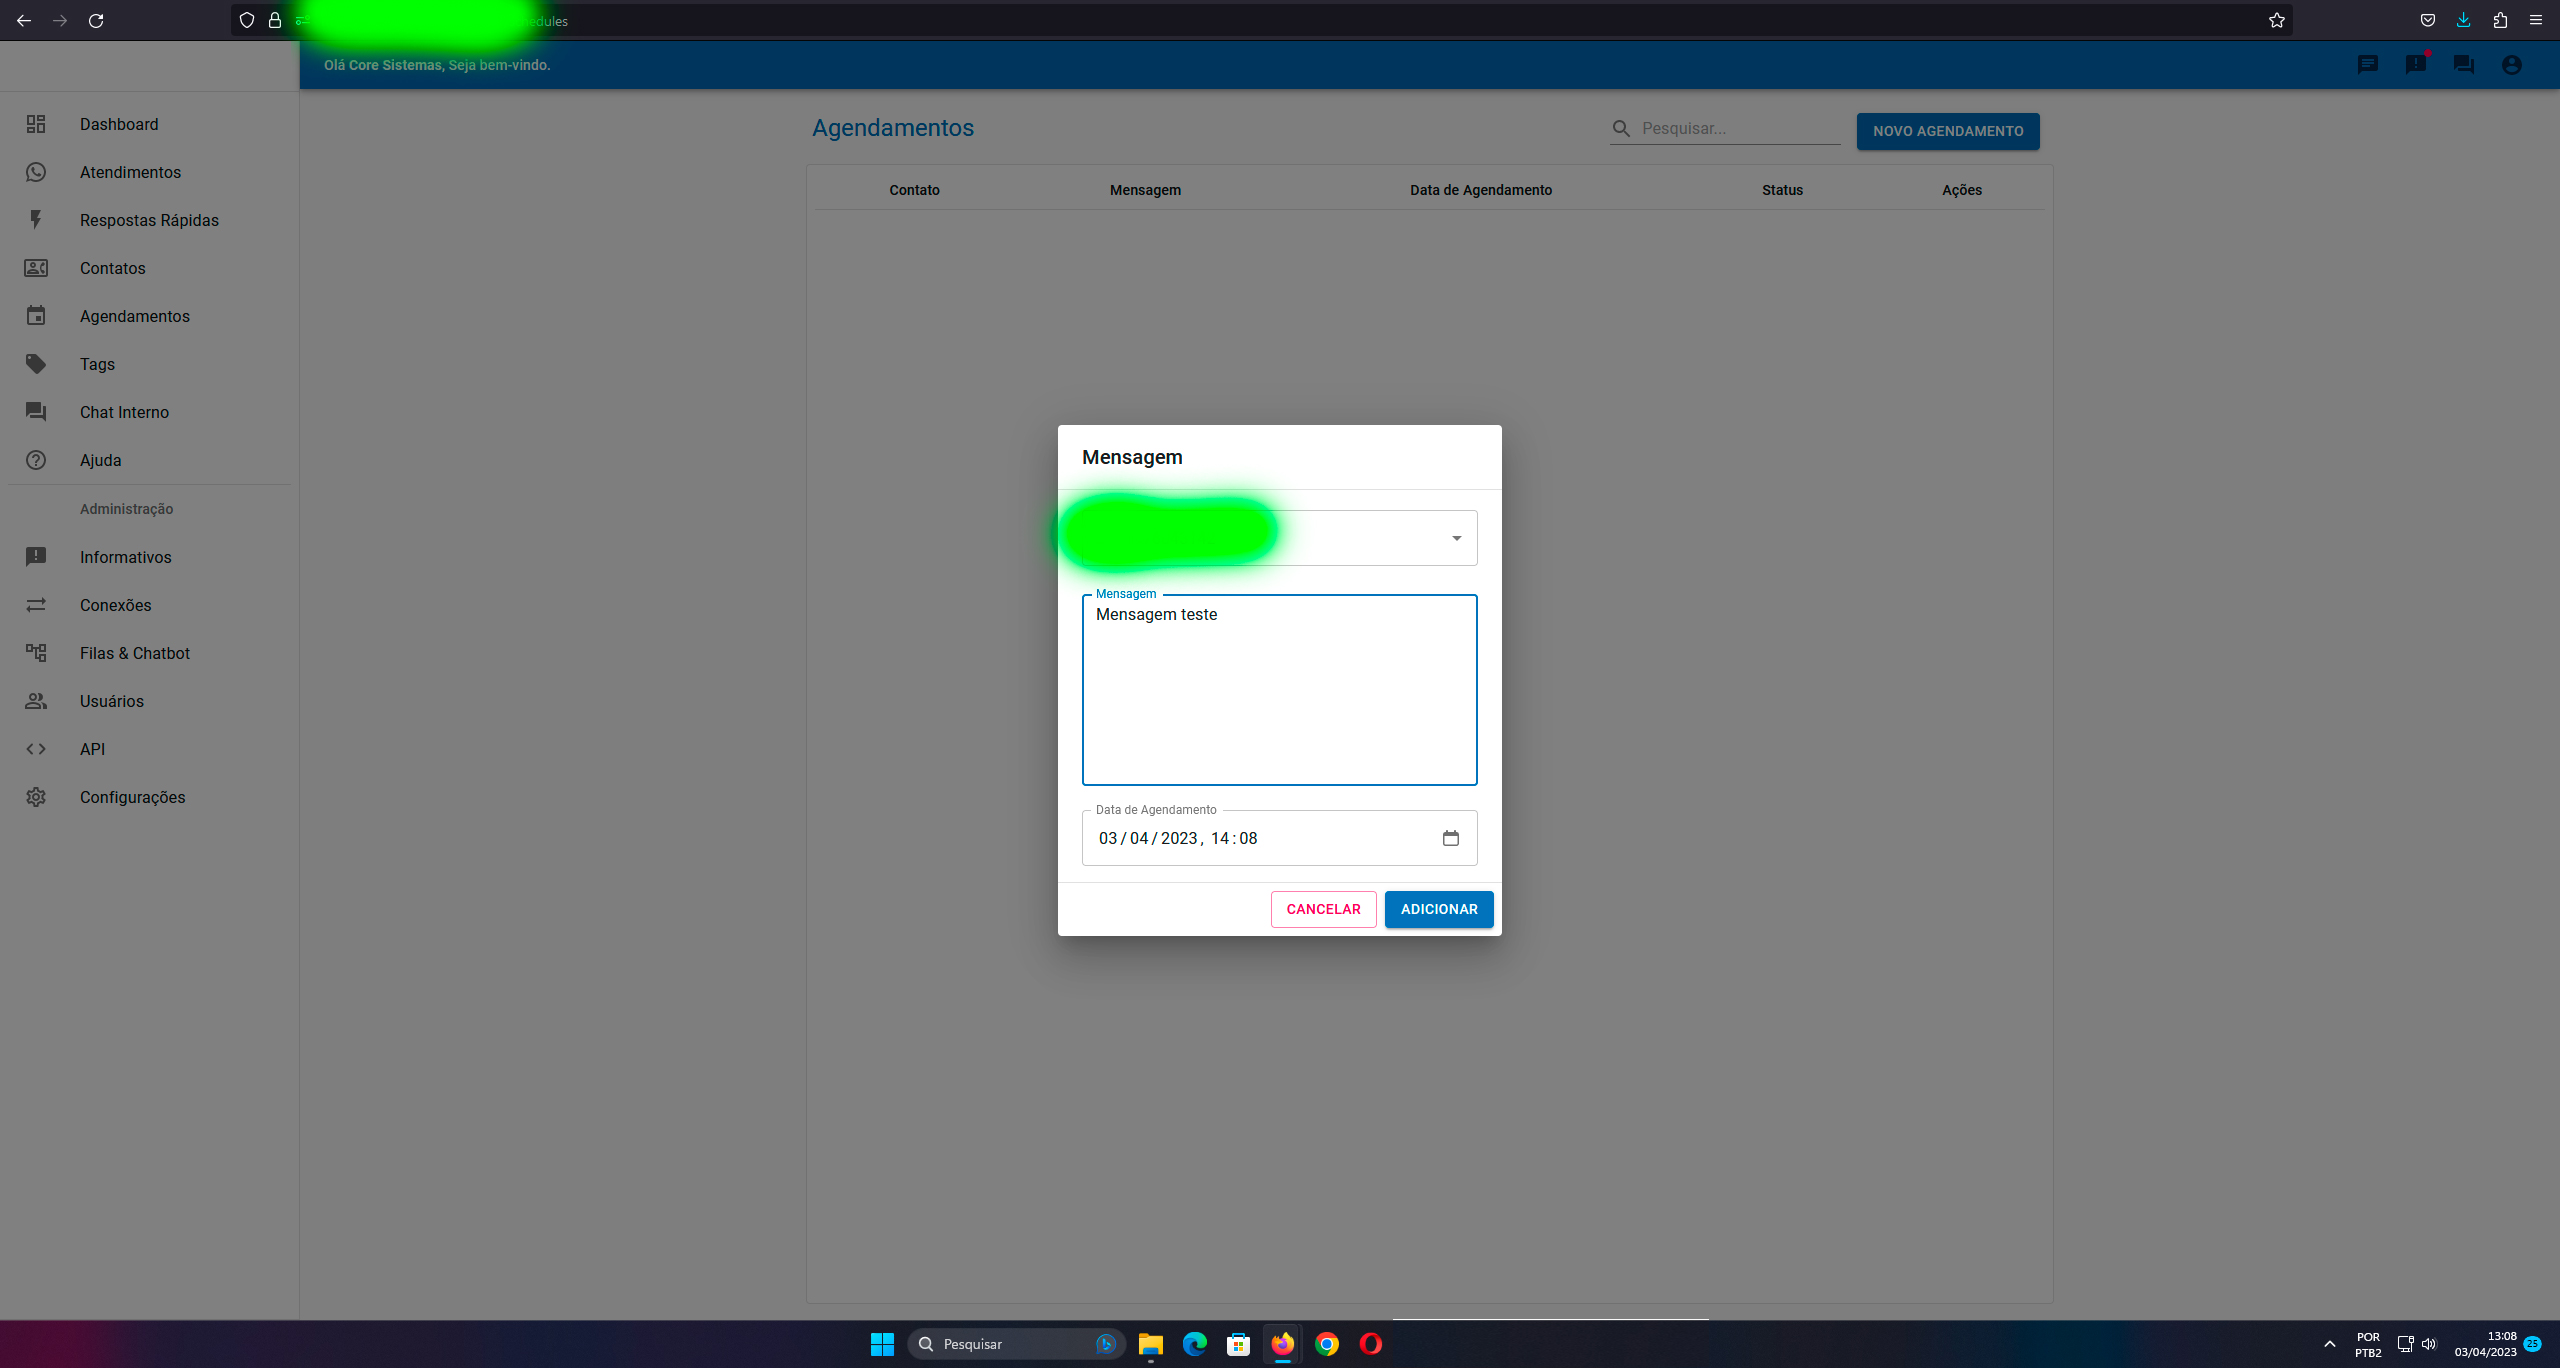 Olá Core Sistemas, Seja bem-vindo.
Dashboard
Atendimentos
Respostas Rápidas
Contatos
Agendamentos
Tags
Chat Interno
Ajuda
Administração
Informativos
Conexões
Filas & Chatbot
Usuários
API
Configurações
Agendamentos
Pesquisar...
NOVO AGENDAMENTO
Contato Mensagem Data de Agendamento Status Ações
Mensagem
Mensagem
Mensagem teste
Data de Agendamento
03/04/2023, 14:08
CANCELAR ADICIONAR
Pesquisar
POR
PTB2
13:08
03/04/2023
25